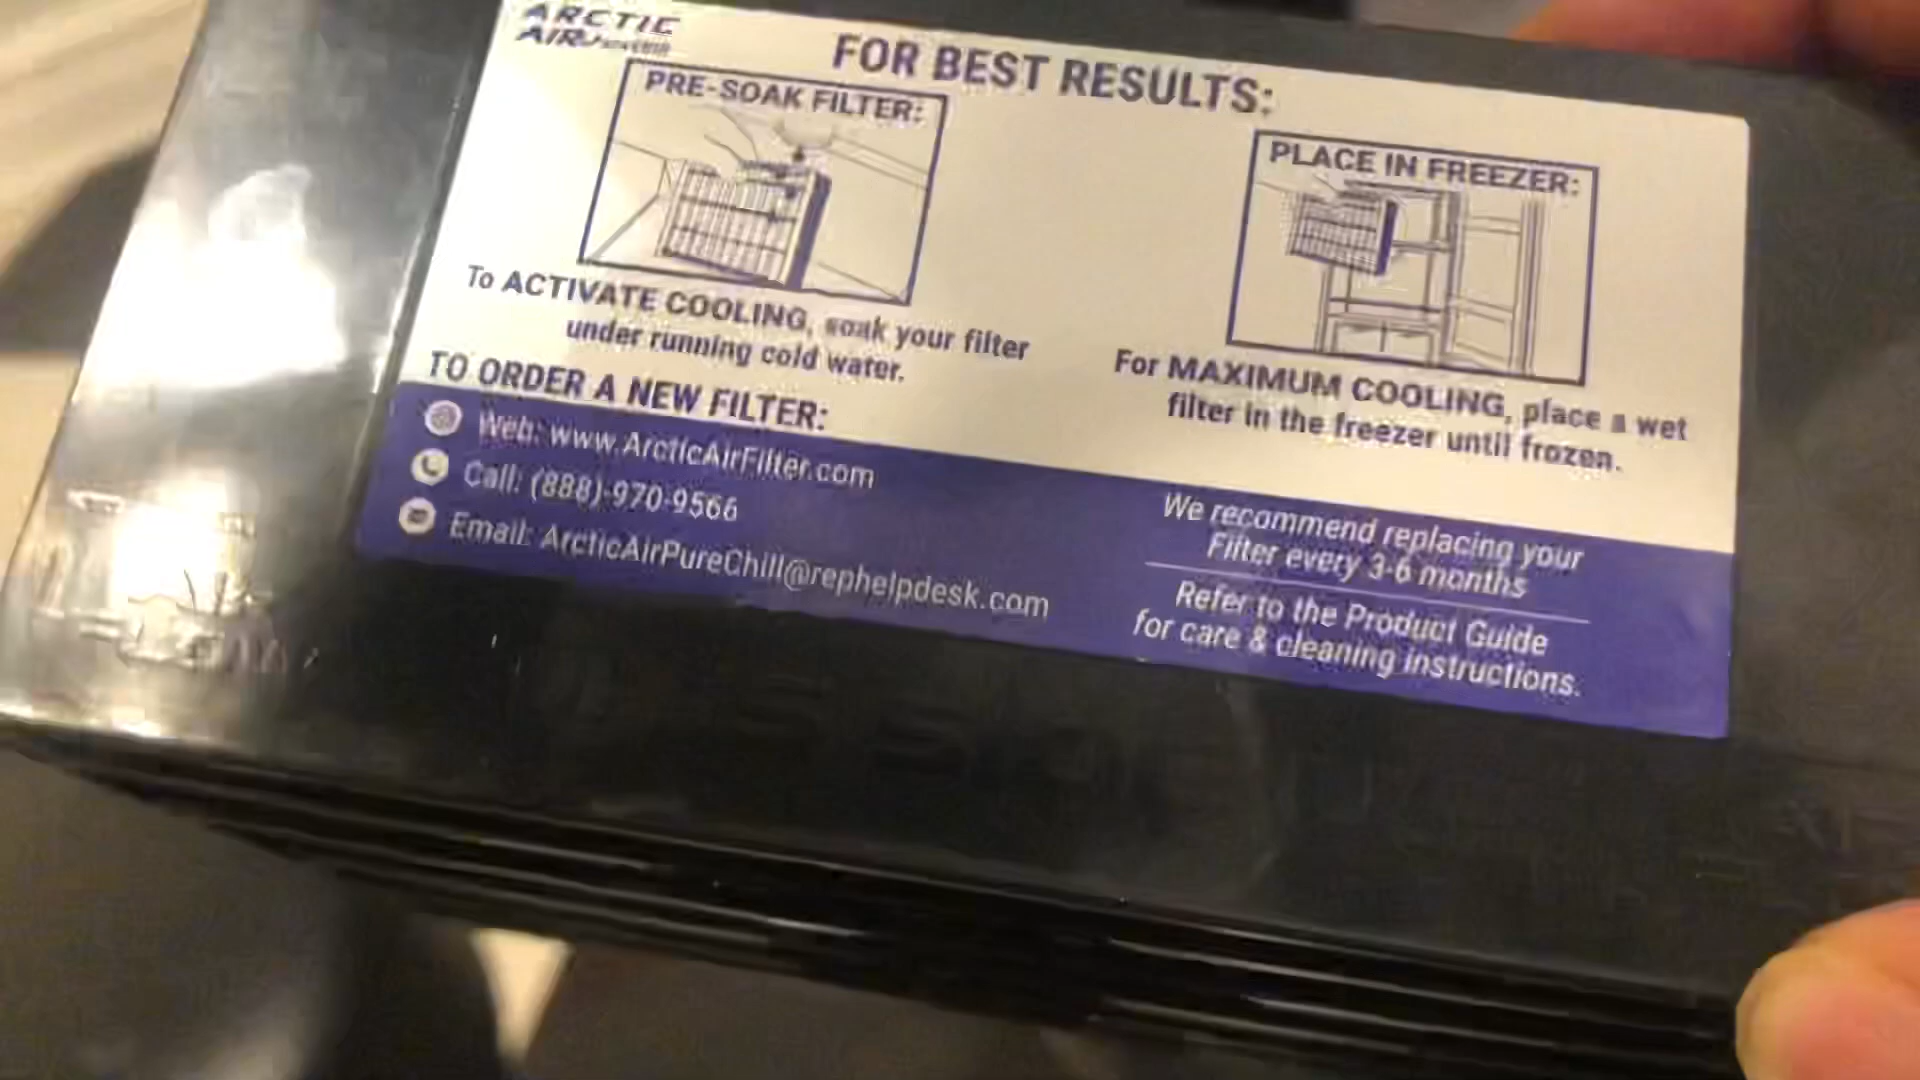 ARCTIC
AIR
FOR BEST RESULTS:
PRE-SOAK FILTER:
To ACTIVATE COOLING, soak your filter
under running cold water.
PLACE IN FREEZER:
For MAXIMUM COOLING, place a wet
filter in the freezer until frozen.
TO ORDER A NEW FILTER:
Web: www.ArcticAirFilter.com
Call: (888)-970-9566
Email: ArcticAirPureChill@rephelpdesk.com
We recommend replacing your
Filter every 3-6 months
Refer to the Product Guide
for care & cleaning instructions.